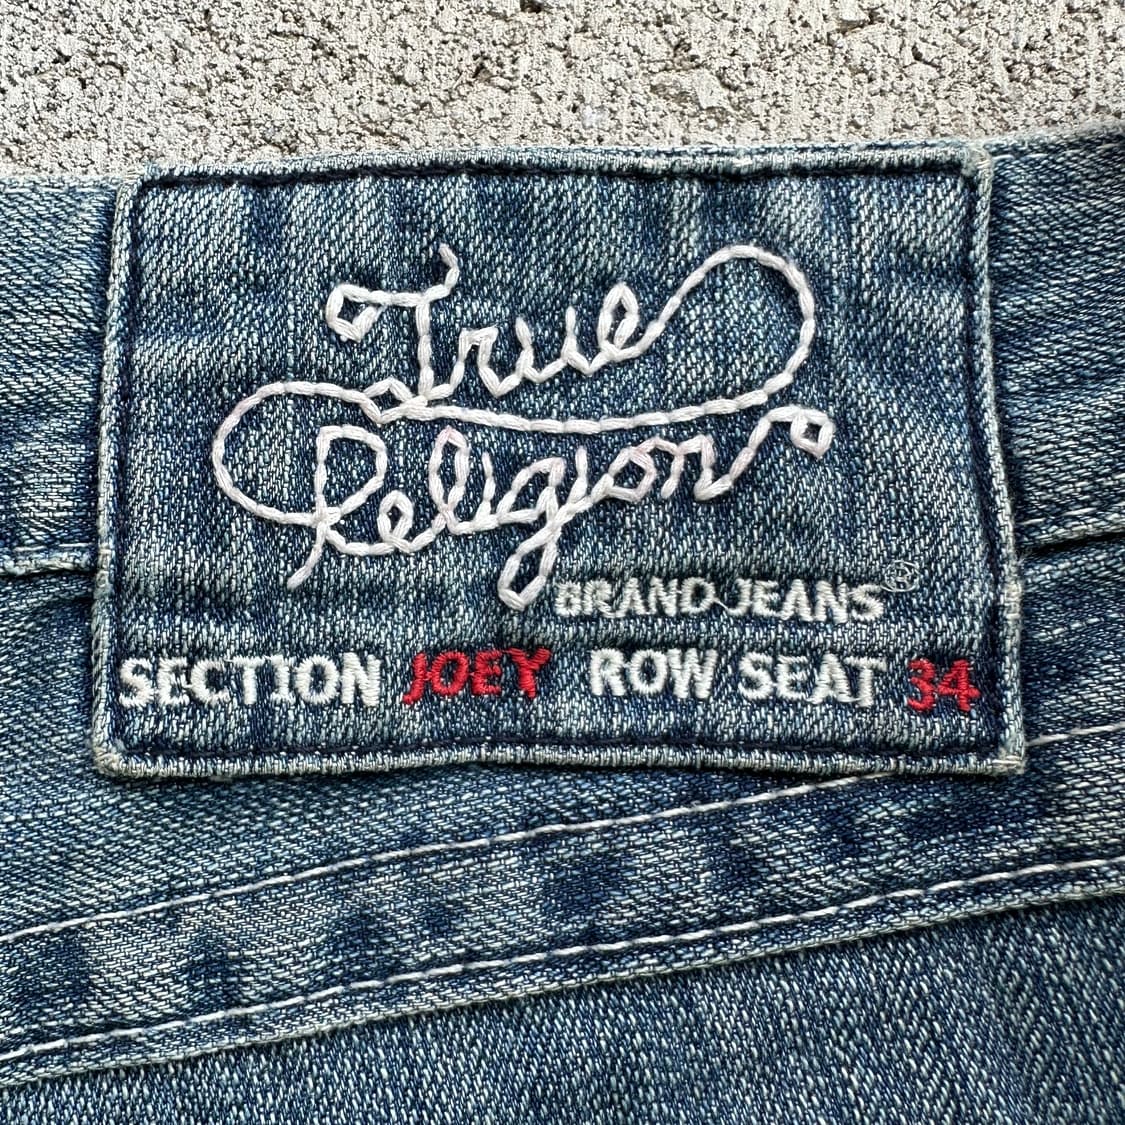 True
Religion
BRAND JEANS®
SECTION JOEY ROW SEAT 34